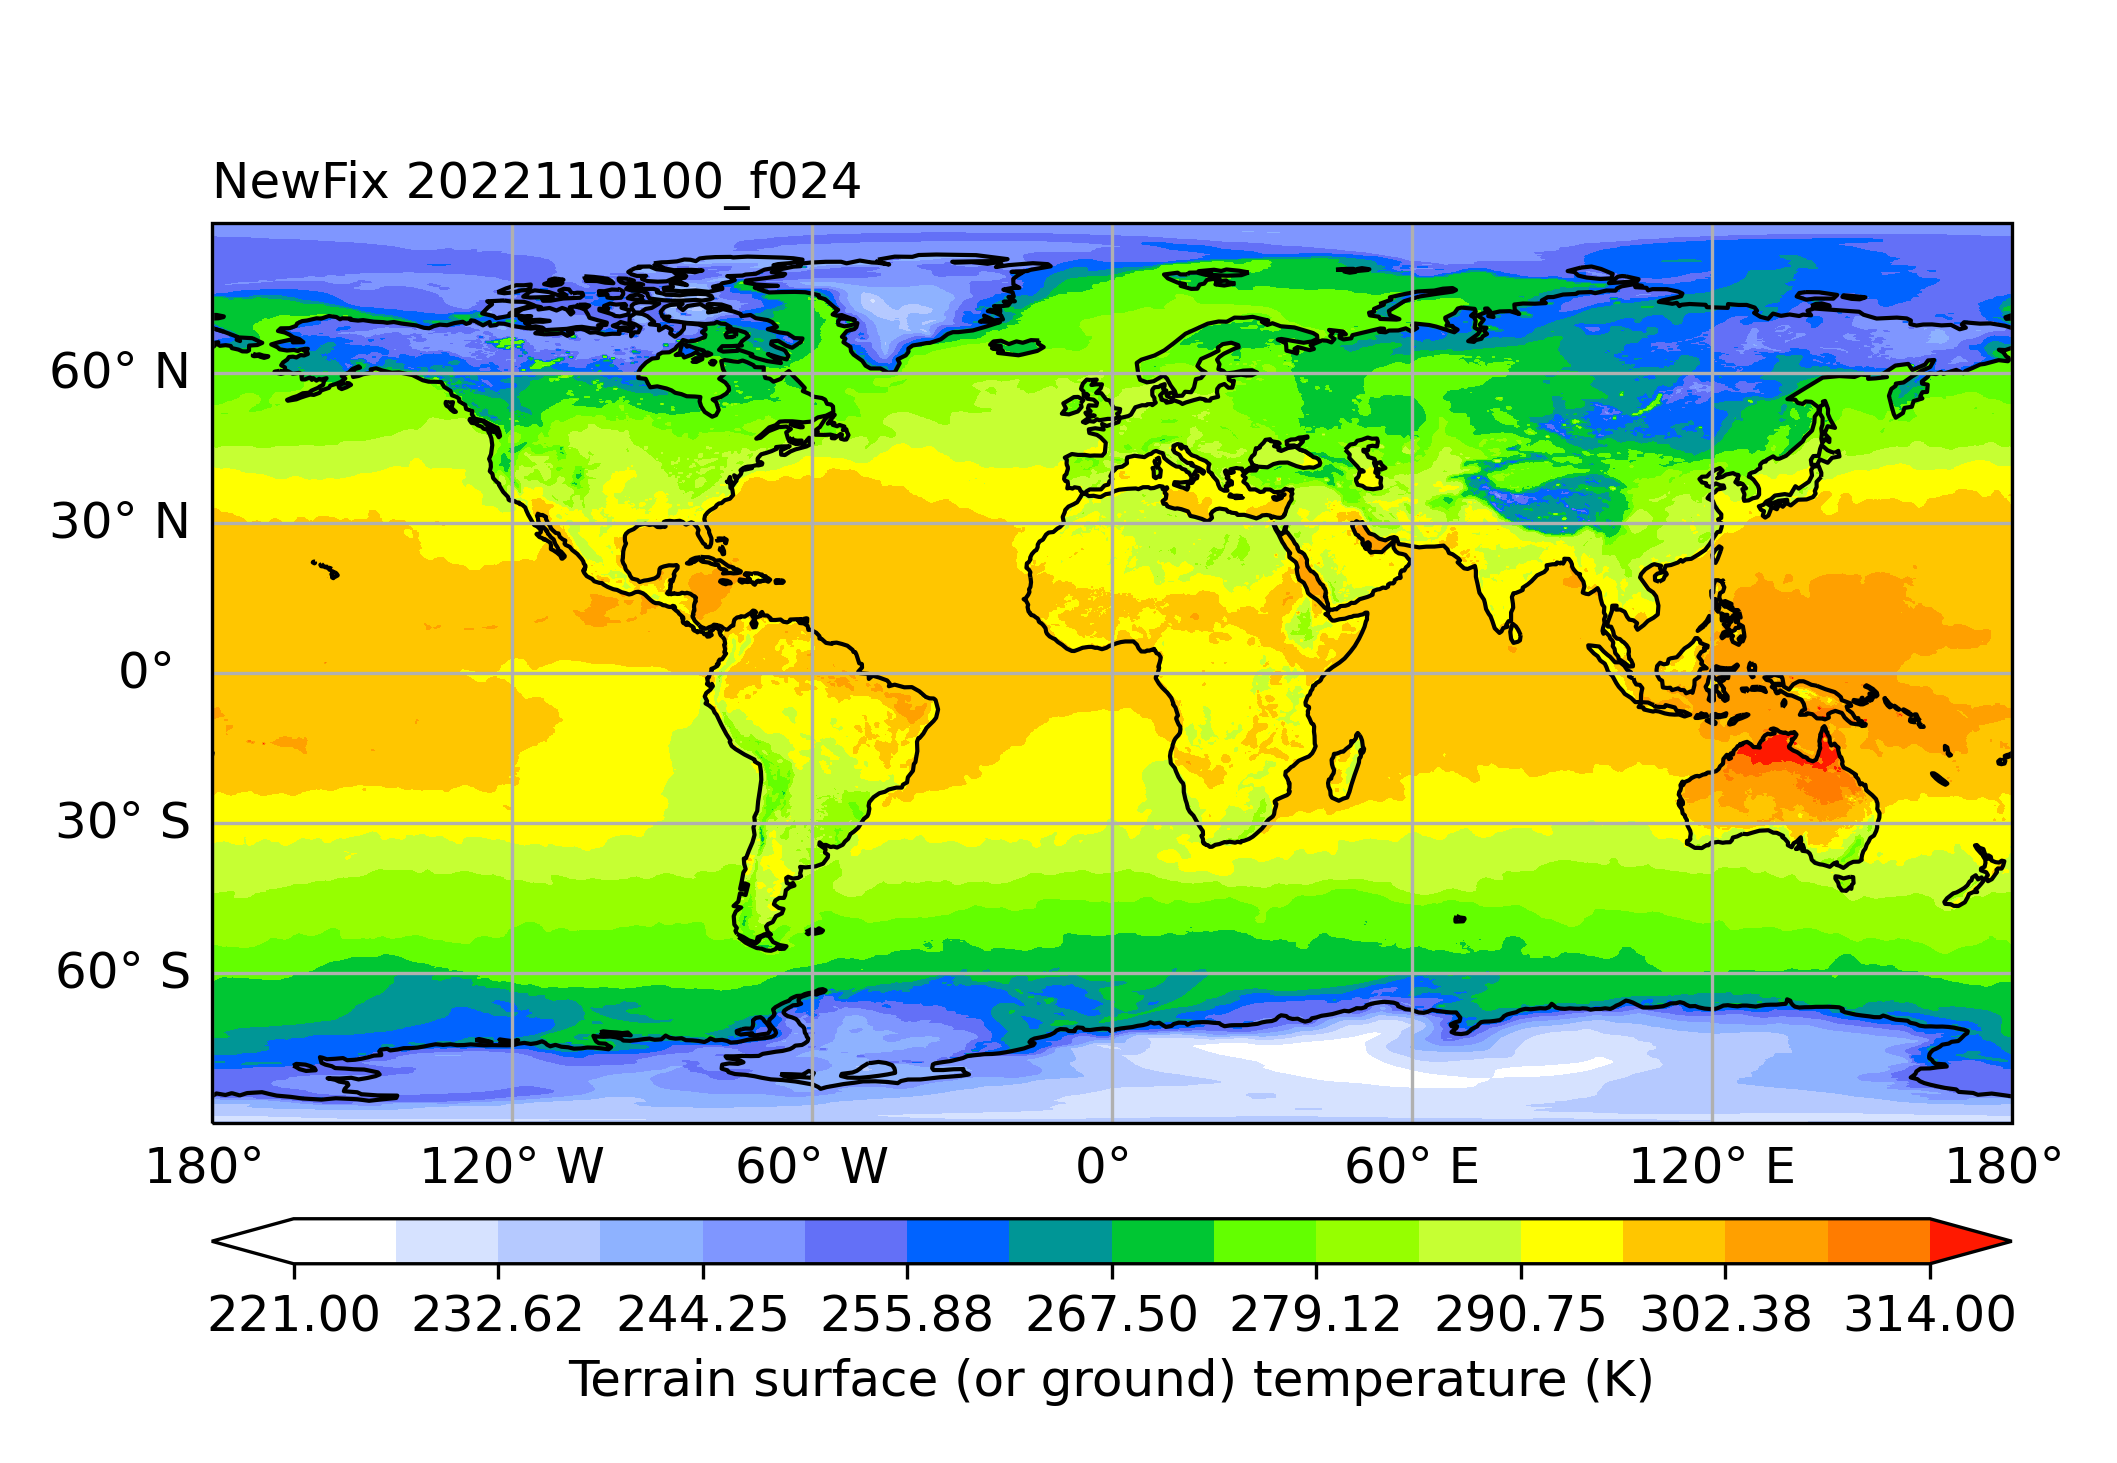 NewFix 2022110100_f024
60° N
30° N
0°
30° S
60° S
180° 120° W 60° W 0° 60° E 120° E 180°
221.00 232.62 244.25 255.88 267.50 279.12 290.75 302.38 314.00
Terrain surface (or ground) temperature (K)